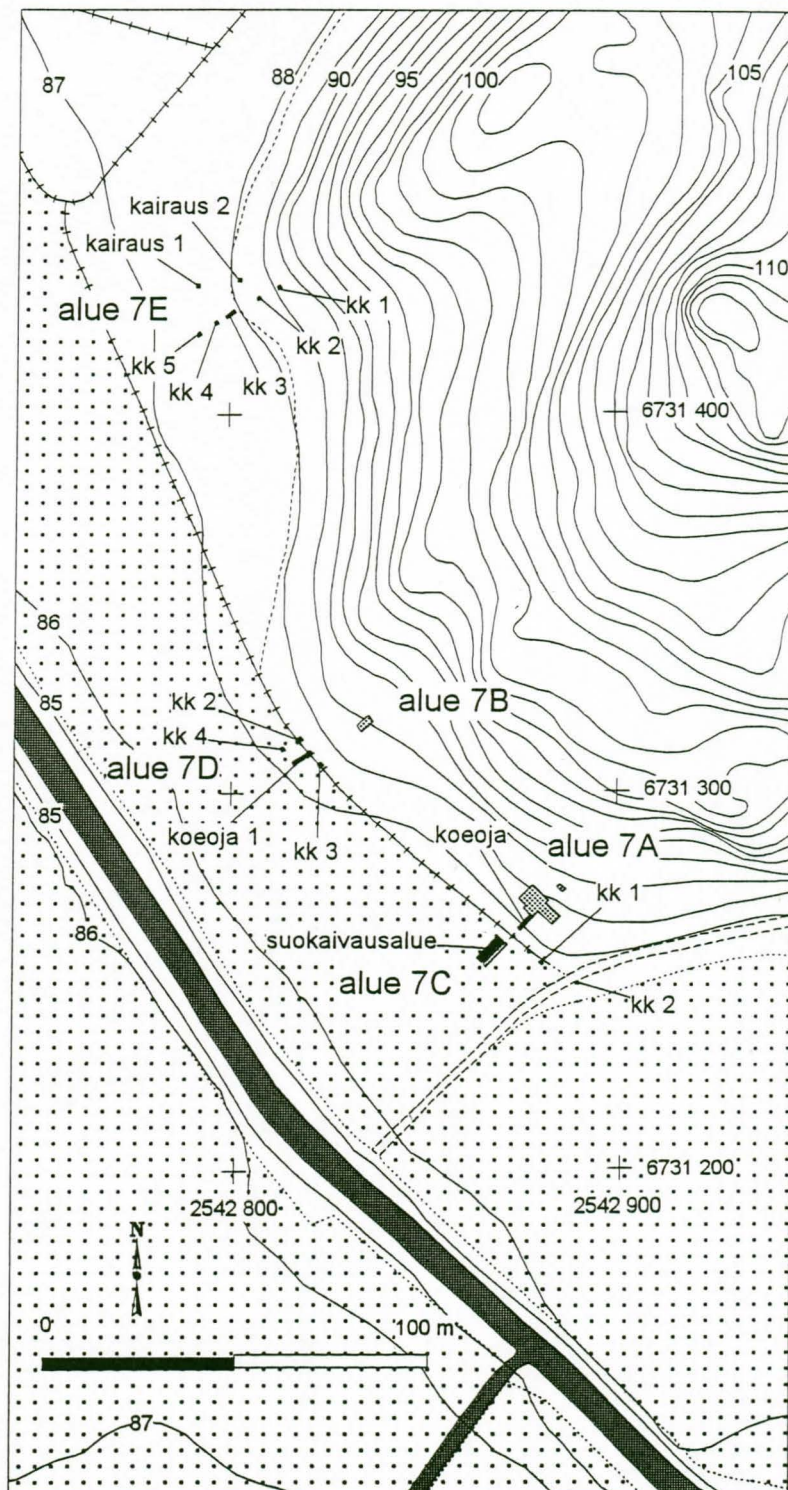 87
88
90
95
100
105
kairaus 2
kairaus 1
110
alue 7E
kk 1
kk 2
kk 5
kk 4
kk 3
6731 400
86
85
kk 2
alue 7B
kk 4
alue 7D
6731 300
85
koeoja 1
kk 3
koeoja
alue 7A
kk 1
86
suokaivausalue
alue 7C
kk 2
6731 200
2542 800
2542 900
N
0
100 m
87